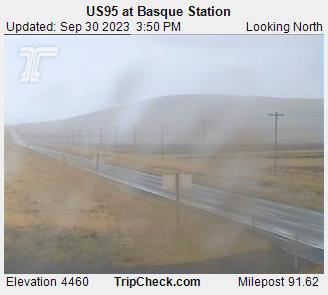 US95 at Basque Station
Updated: Sep 30 2023 3:50 PM Looking North
Elevation 4460 TripCheck.com Milepost 91.62